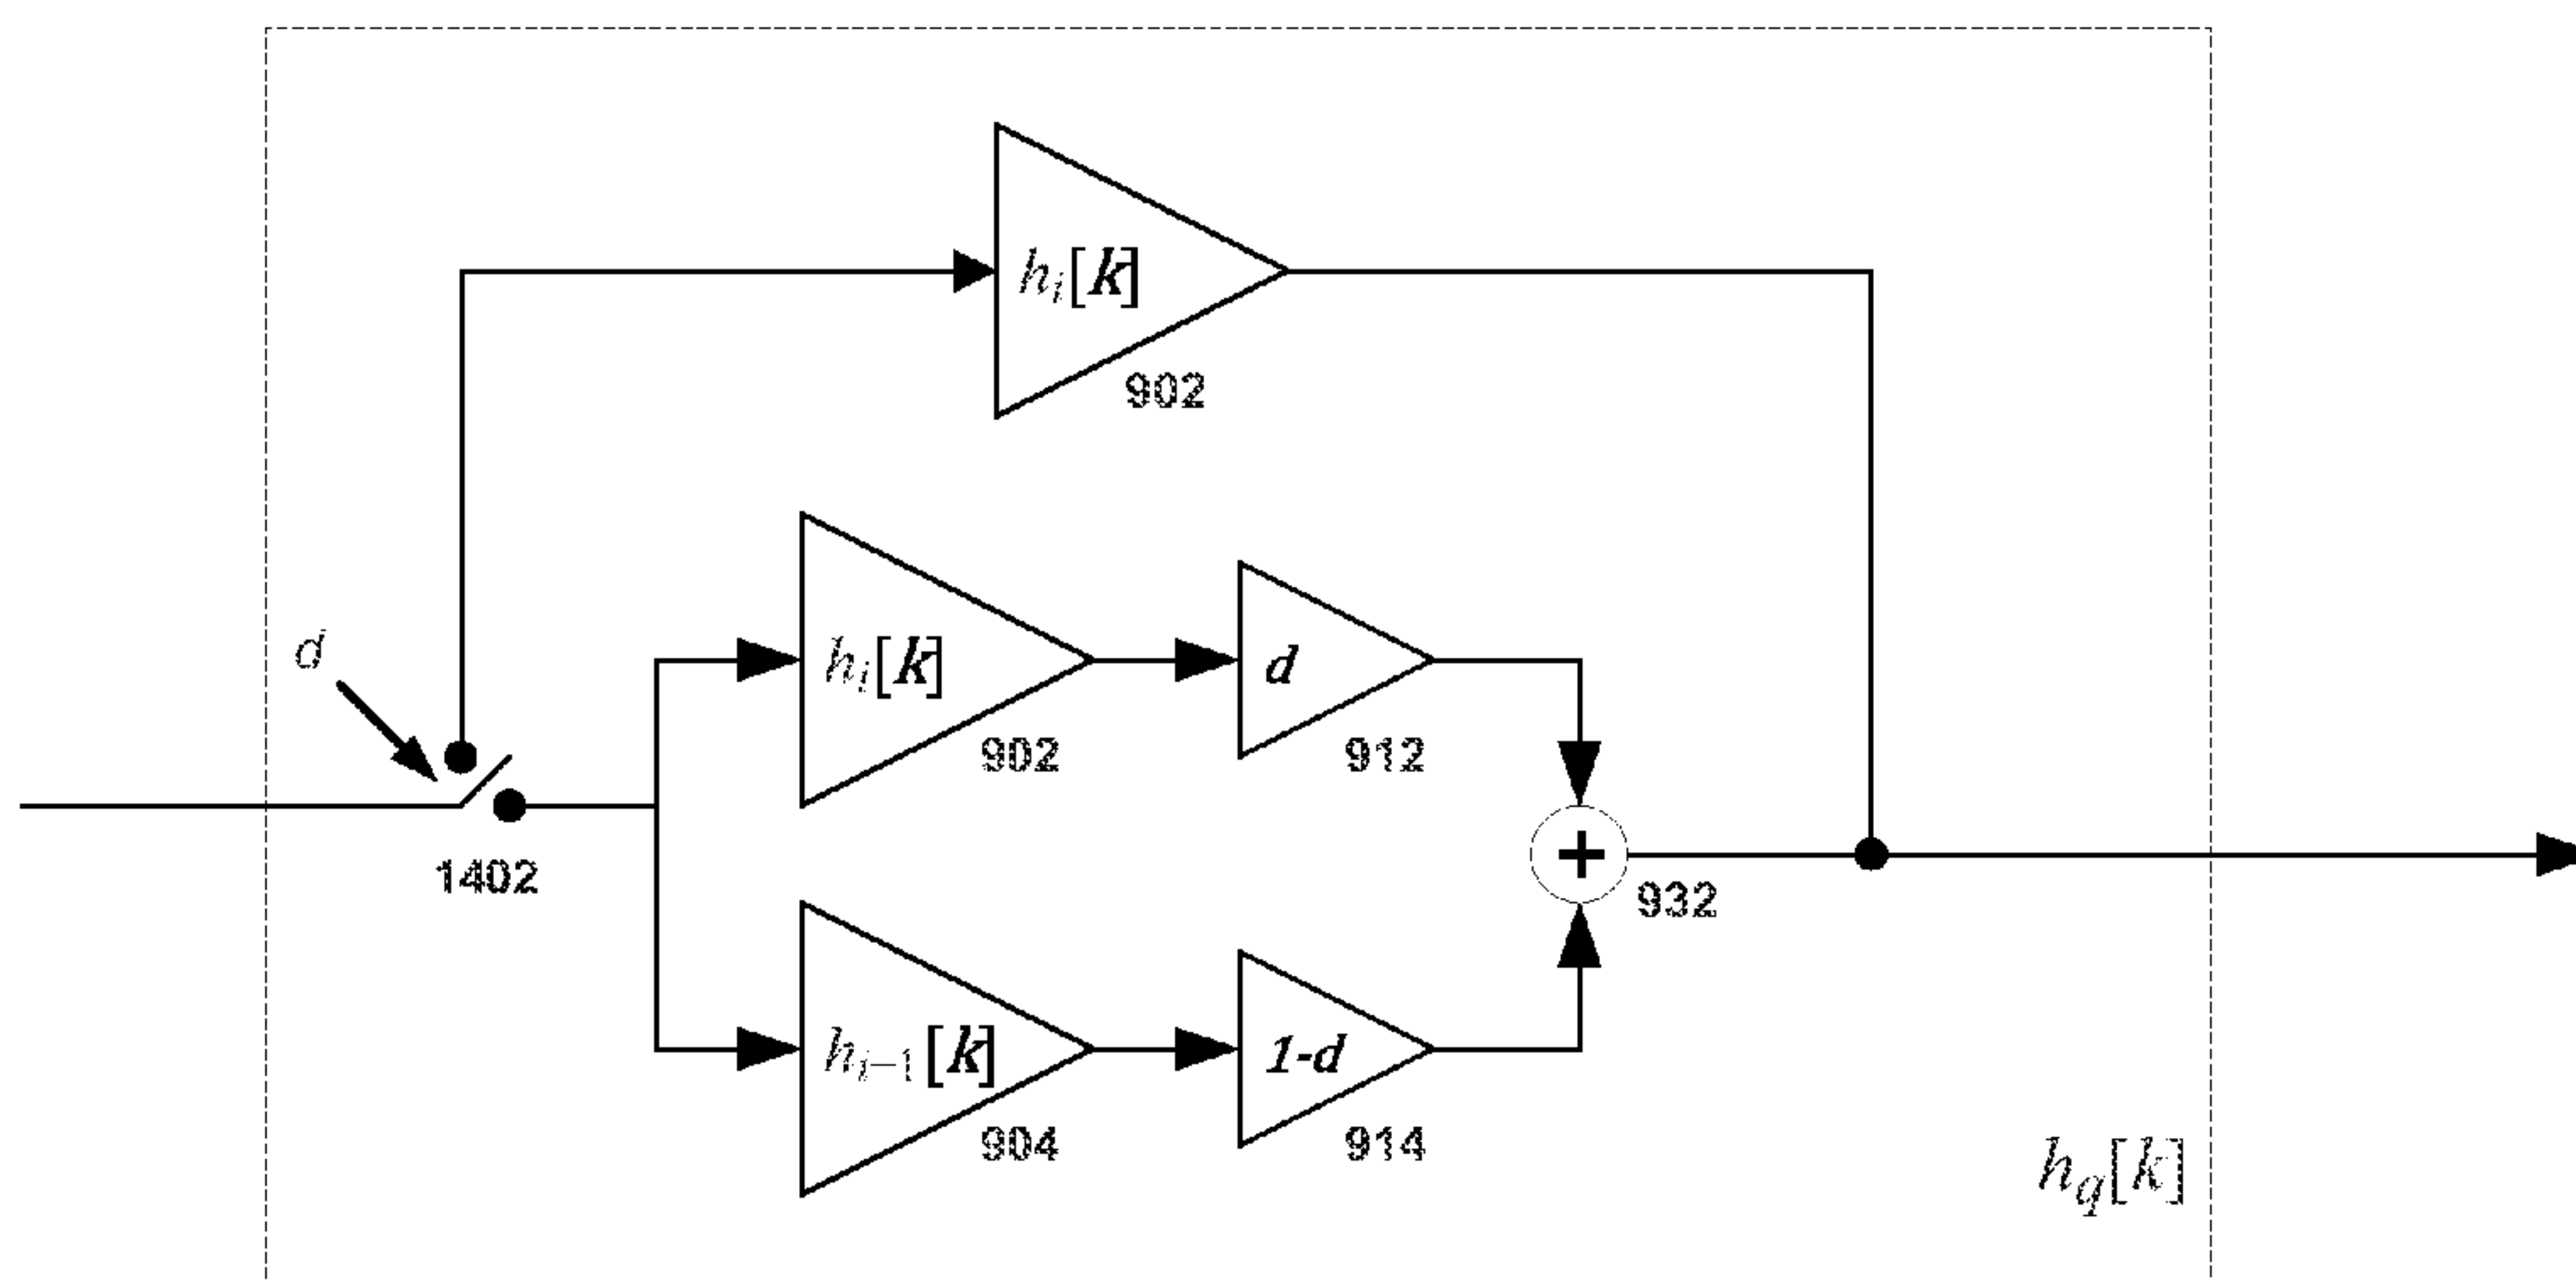 h_i[k]
902
d
h_i[k]
902
d
912
1402
+
932
h_{i-1}[k]
904
1-d
914
h_q[k]